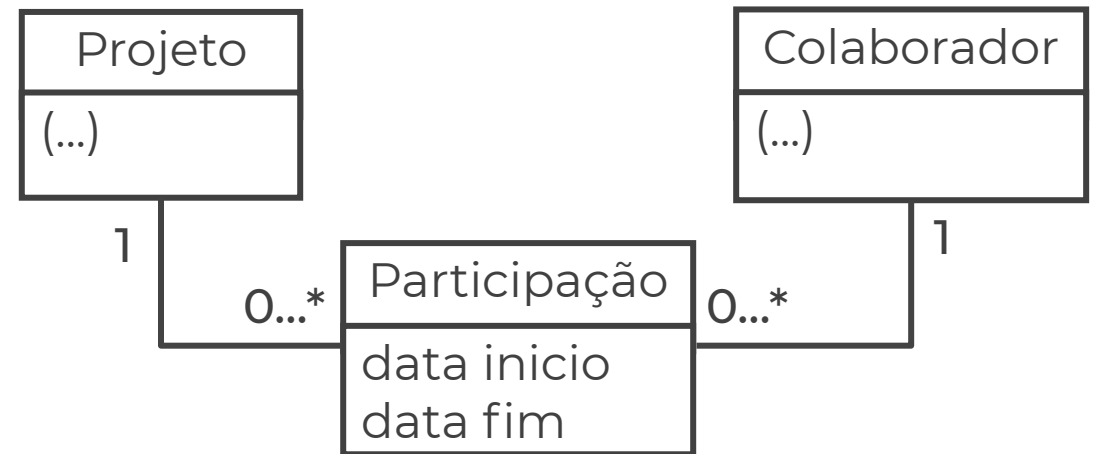 Projeto
(...)
Colaborador
(...)
1
1
0...*
Participação
0...*
data inicio
data fim